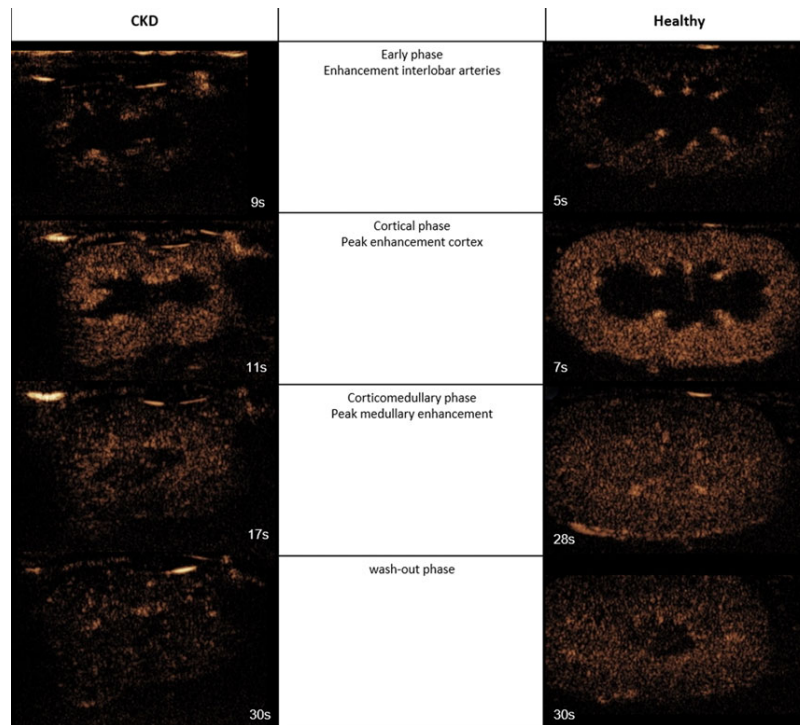 CKD
Healthy
Early phase
Enhancement interlobar arteries
9s
5s
Cortical phase
Peak enhancement cortex
11s
7s
Corticomedullary phase
Peak medullary enhancement
17s
28s
wash-out phase
30s
30s